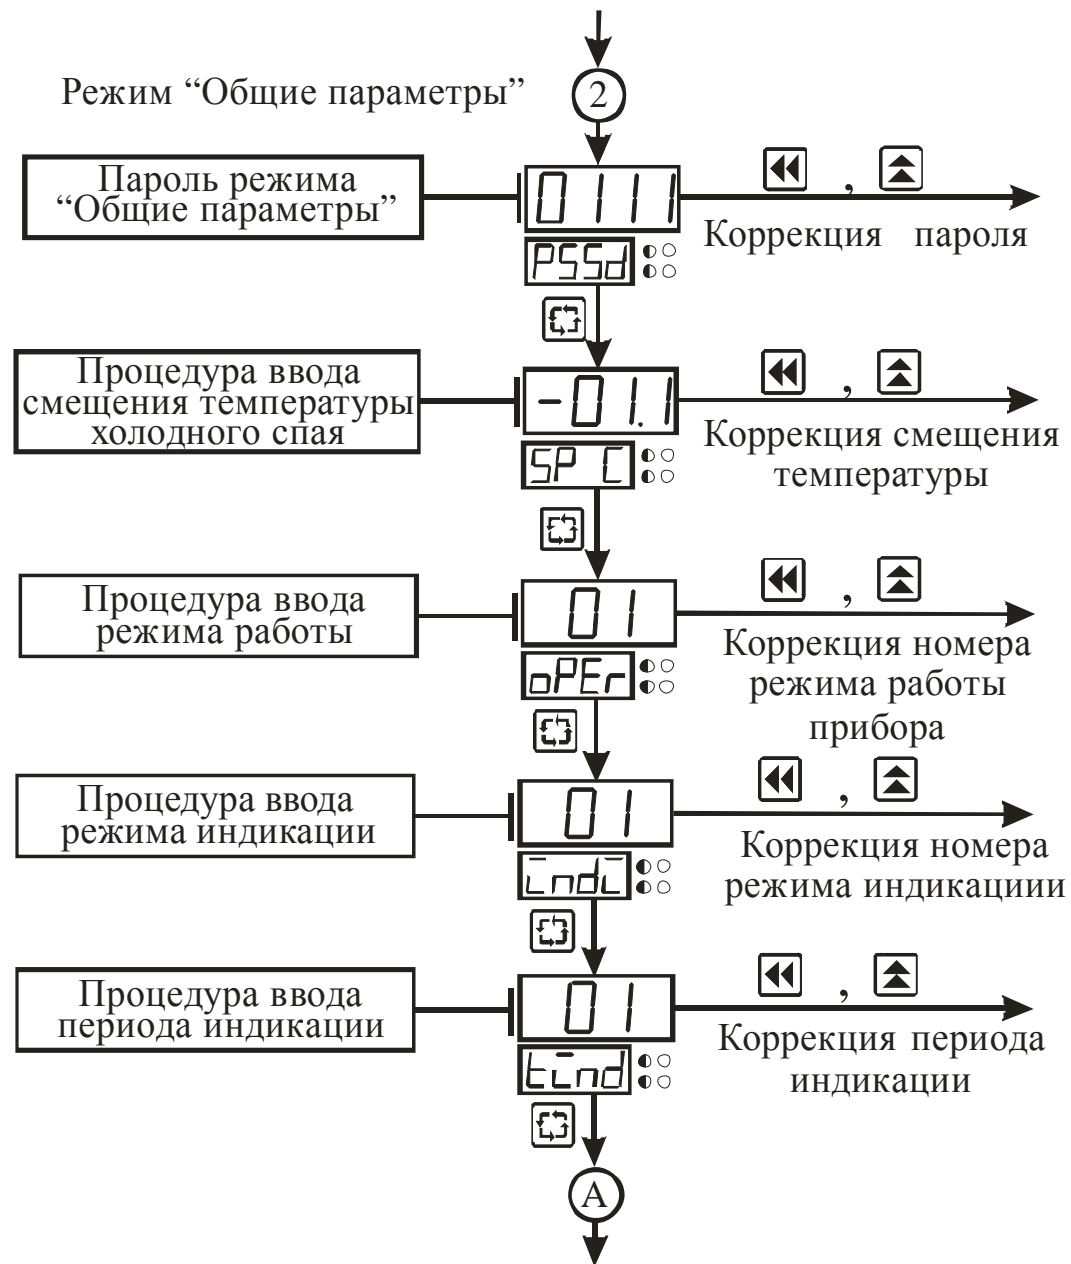 Режим “Общие параметры”
2
Пароль режима
“Общие параметры”
0111
PSSd
,
Коррекция пароля
Процедура ввода
смещения температуры
холодного спая
-01.1
SP C
,
Коррекция смещения
температуры
Процедура ввода
режима работы
01
oPEr
,
Коррекция номера
режима работы
прибора
Процедура ввода
режима индикации
01
indi
,
Коррекция номера
режима индикациии
Процедура ввода
периода индикации
01
tind
,
Коррекция периода
индикации
A